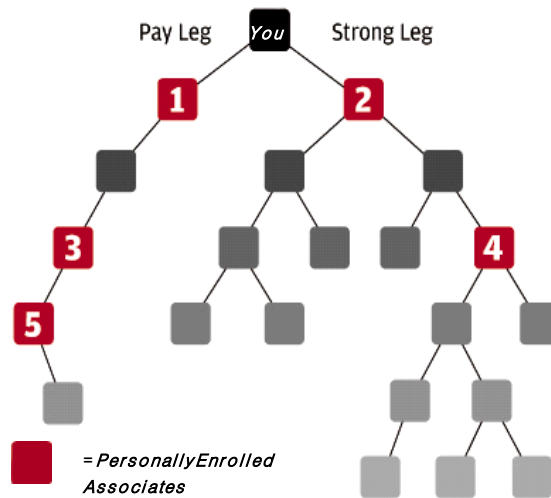 Pay Leg
You
Strong Leg
1
2
3
4
5
=PersonallyEnrolled
Associates